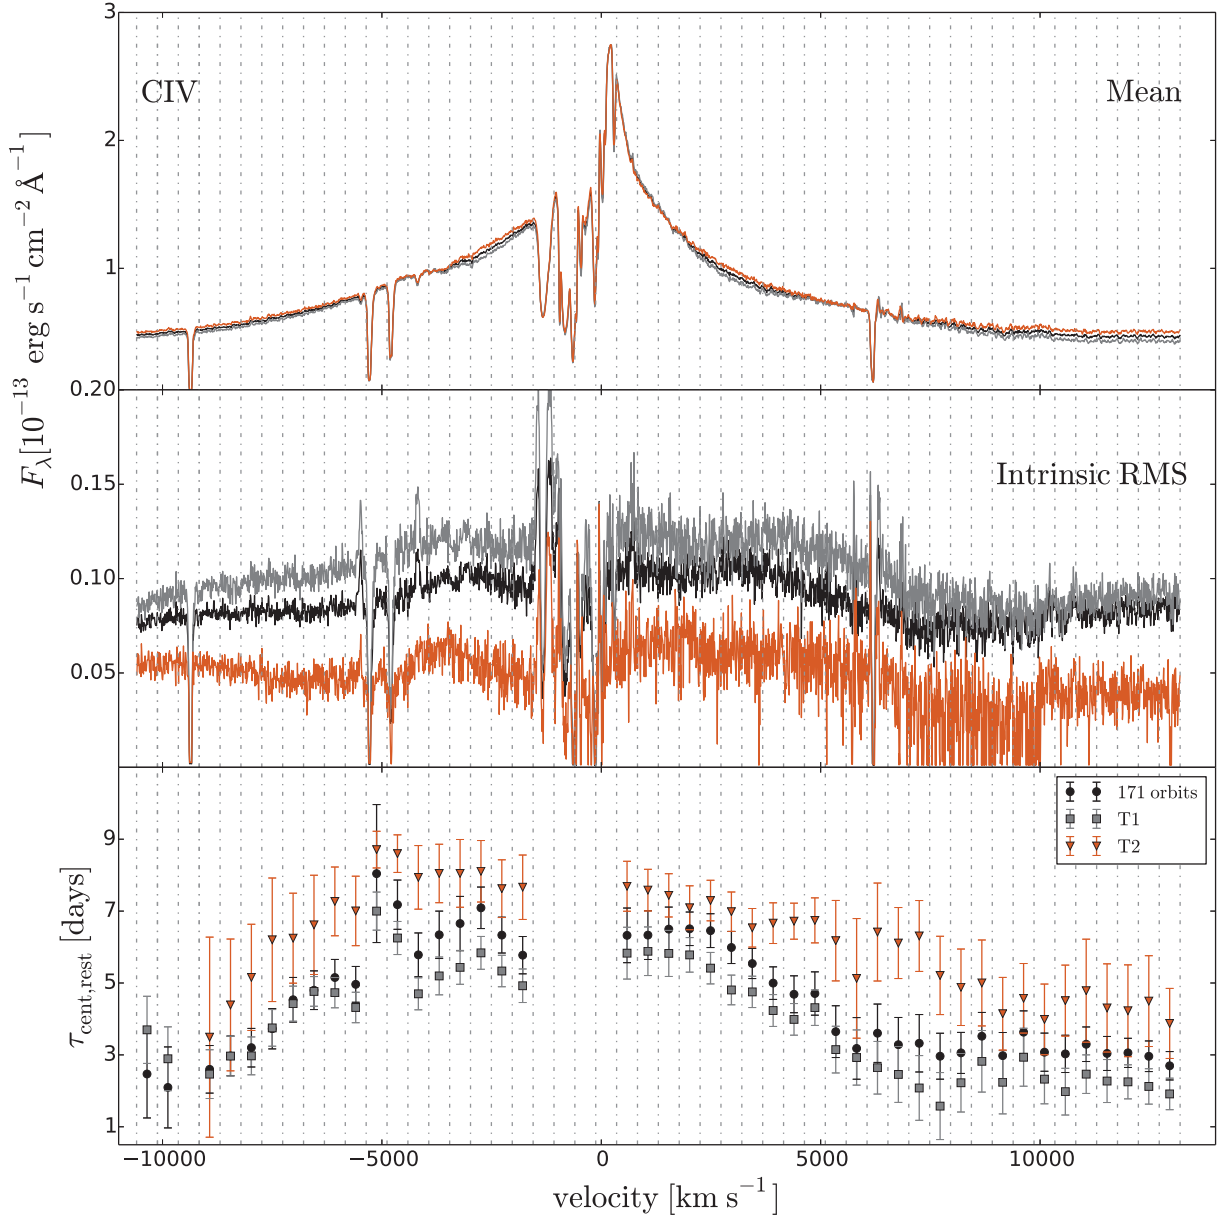 3
CIV
Mean
2
1
F_λ [10^−13 erg s^−1 cm^−2 Å^−1]
0.20
Intrinsic RMS
0.15
0.10
0.05
171 orbits
T1
T2
9
7
5
3
1
τ_cent,rest [days]
−10000 −5000 0 5000 10000
velocity [km s^−1]